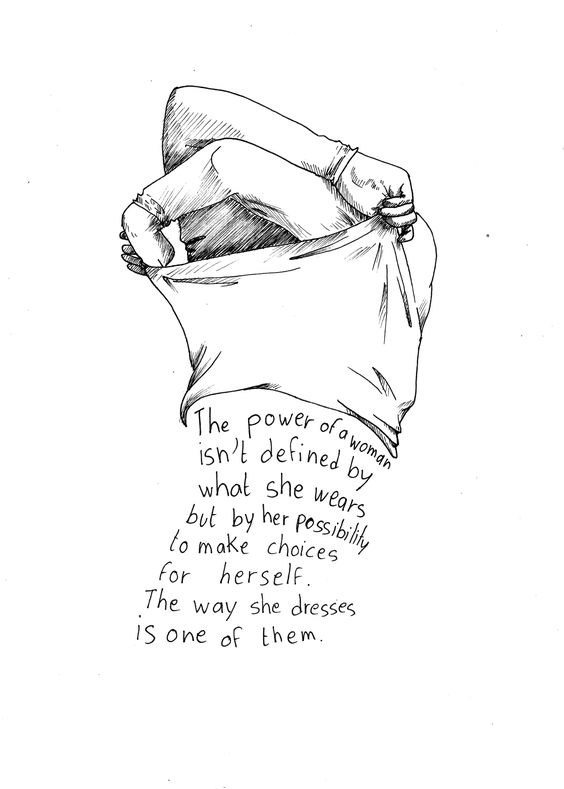 The power of a woman
isn't defined by
what she wears
but by her possibility
to make choices
for herself.
The way she dresses
is one of them.